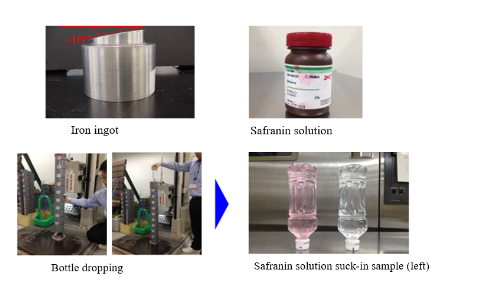 Iron ingot
Safranin solution
Bottle dropping
Safranin solution suck-in sample (left)